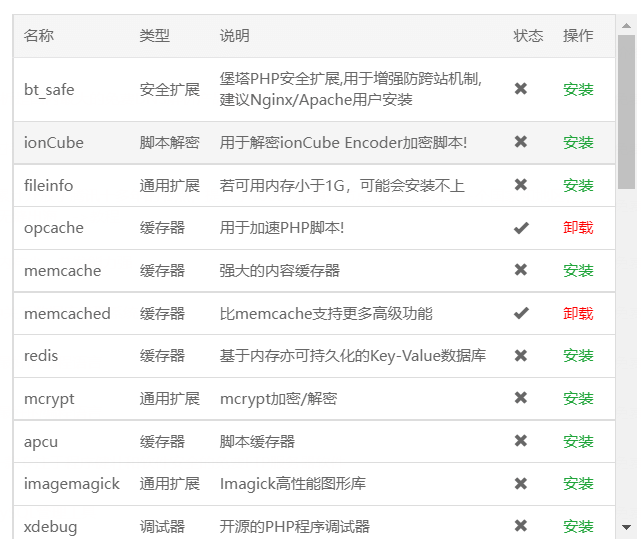 名称 类型 说明 状态 操作
bt_safe 安全扩展 堡塔PHP安全扩展,用于增强防跨站机制,
建议Nginx/Apache用户安装 安装
ionCube 脚本解密 用于解密ionCube Encoder加密脚本! 安装
fileinfo 通用扩展 若可用内存小于1G，可能会安装不上 安装
opcache 缓存器 用于加速PHP脚本! 卸载
memcache 缓存器 强大的内容缓存器 安装
memcached 缓存器 比memcache支持更多高级功能 卸载
redis 缓存器 基于内存亦可持久化的Key-Value数据库 安装
mcrypt 通用扩展 mcrypt加密/解密 安装
apcu 缓存器 脚本缓存器 安装
imagemagick 通用扩展 Imagick高性能图形库 安装
xdebug 调试器 开源的PHP程序调试器 安装